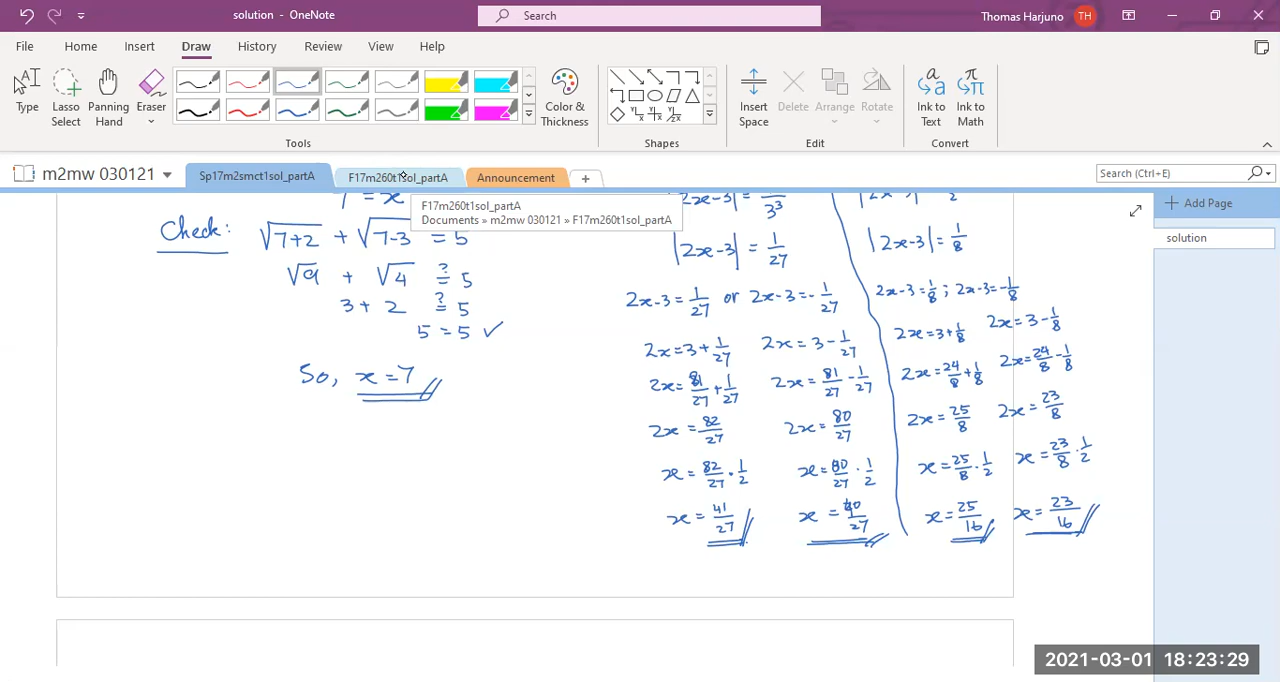 solution - OneNote
Search
Thomas Harjuno
TH
File Home Insert Draw History Review View Help
Type
Lasso Select
Panning Hand
Eraser
Color & Thickness
Insert Space
Delete
Arrange
Rotate
Ink to Text
Ink to Math
Tools
Shapes
Edit
Convert
m2mw 030121
Sp17m2smct1sol_partA
F17m260t1sol_partA
Announcement
Search (Ctrl+E)
F17m260t1sol_partA
Documents » m2mw 030121 » F17m260t1sol_partA
Add Page
solution
7 = x
Check: √7+2 + √7-3 = 5
√9 + √4 ?= 5
3 + 2 ?= 5
5 = 5 ✓
So, x = 7
|2x-3| = 1/27
2x-3 = 1/27 or 2x-3 = -1/27
2x = 3 + 1/27 2x = 3 - 1/27
2x = 81/27 + 1/27 2x = 81/27 - 1/27
2x = 82/27 2x = 80/27
x = 82/27 · 1/2 x = 80/27 · 1/2
x = 41/27 x = 40/27
|2x-3| = 1/8
2x-3 = 1/8 ; 2x-3 = -1/8
2x = 3 + 1/8 2x = 3 - 1/8
2x = 24/8 + 1/8 2x = 24/8 - 1/8
2x = 25/8 2x = 23/8
x = 25/8 · 1/2 x = 23/8 · 1/2
x = 25/16 x = 23/16
2021-03-01 18:23:29